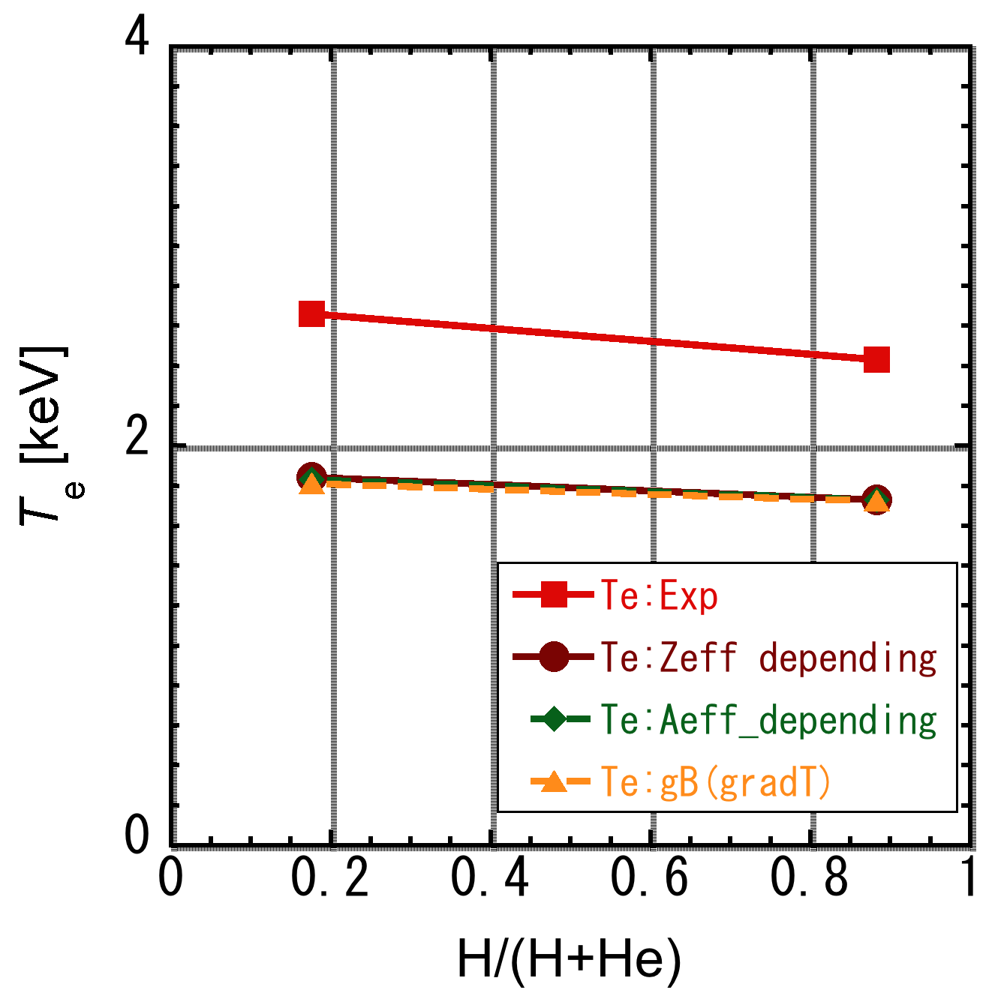 4
2
0
T e [keV]
0 0.2 0.4 0.6 0.8 1
H/(H+He)
Te:Exp
Te:Zeff depending
Te:Aeff_depending
Te:gB(gradT)